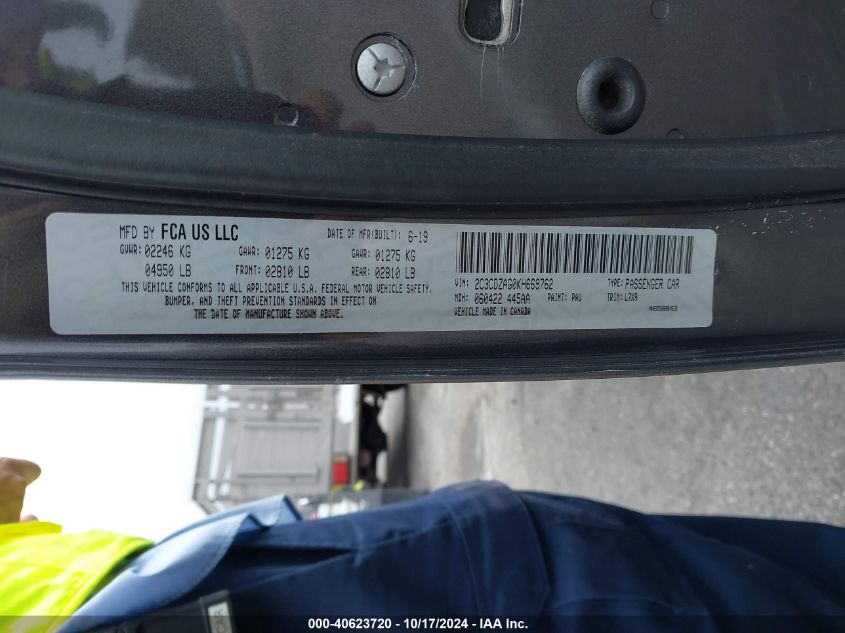 MFD BY FCA US LLC DATE OF MFR(BUILT): 6-19
GVWR: 02246 KG GAWR: 01275 KG GAWR: 01275 KG
04950 LB FRONT: 02810 LB REAR: 02810 LB
THIS VEHICLE CONFORMS TO ALL APPLICABLE U.S.A. FEDERAL MOTOR VEHICLE SAFETY,
BUMPER, AND THEFT PREVENTION STANDARDS IN EFFECT ON
THE DATE OF MANUFACTURE SHOWN ABOVE.
VIN: 2C3CDZAG0KH669762 TYPE: PASSENGER CAR
MDH: 060422 445AA PAINT: PAU TRIM: L7X9
VEHICLE MADE IN CANADA 4658843
000-40623720 - 10/17/2024 - IAA Inc.